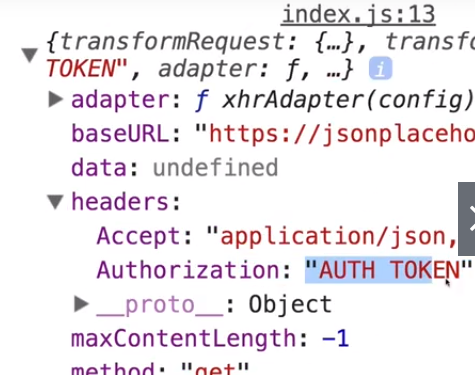 index.js:13
▼ {transformRequest: {…}, transf
TOKEN", adapter: ƒ, …} i
▶ adapter: ƒ xhrAdapter(config)
baseURL: "https://jsonplaceho
data: undefined
▼ headers:
Accept: "application/json,
Authorization: "AUTH TOKEN"
▶ __proto__: Object
maxContentLength: -1
method: "get"